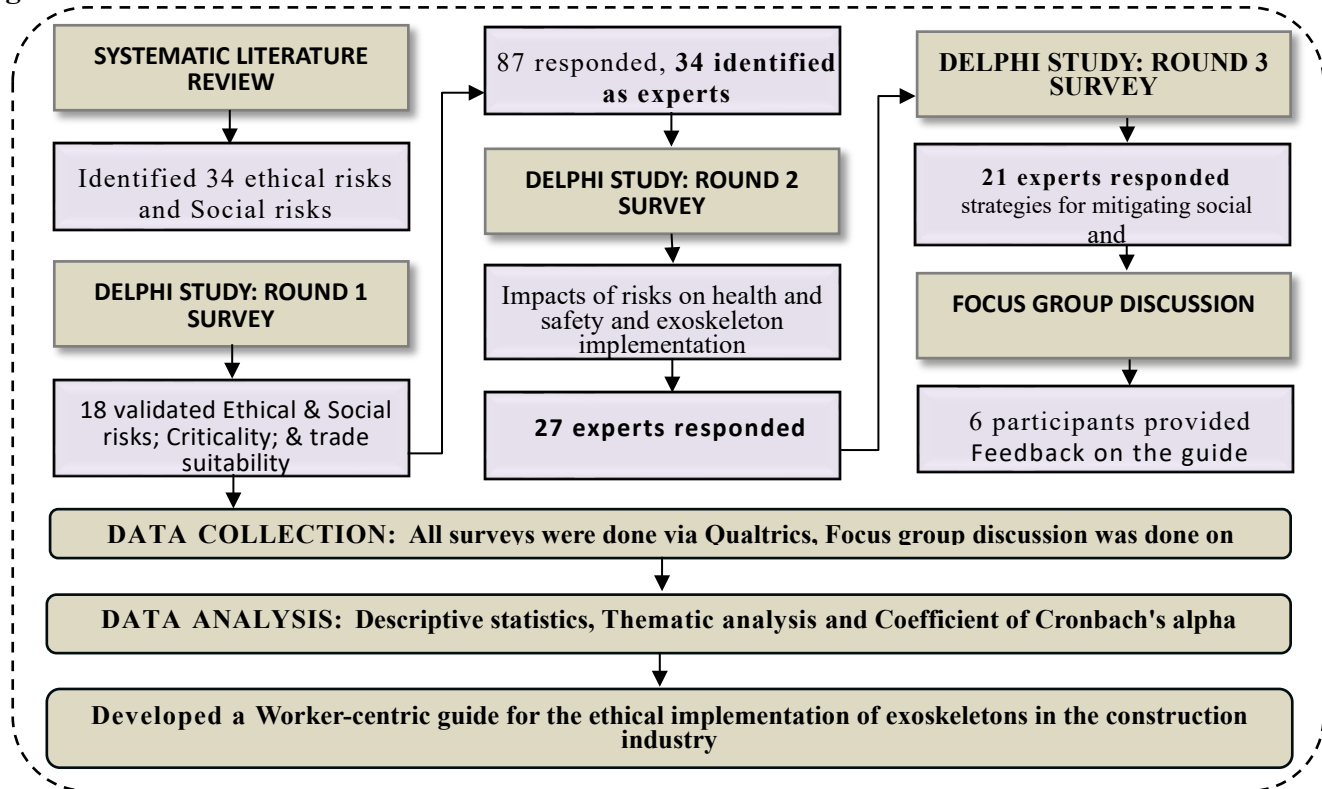 SYSTEMATIC LITERATURE
REVIEW
Identified 34 ethical risks
and Social risks
DELPHI STUDY: ROUND 1
SURVEY
18 validated Ethical & Social
risks; Criticality; & trade
suitability
87 responded, 34 identified
as experts
DELPHI STUDY: ROUND 2
SURVEY
Impacts of risks on health and
safety and exoskeleton
implementation
27 experts responded
DELPHI STUDY: ROUND 3
SURVEY
21 experts responded
strategies for mitigating social
and
FOCUS GROUP DISCUSSION
6 participants provided
Feedback on the guide
DATA COLLECTION: All surveys were done via Qualtrics, Focus group discussion was done on
DATA ANALYSIS: Descriptive statistics, Thematic analysis and Coefficient of Cronbach's alpha
Developed a Worker-centric guide for the ethical implementation of exoskeletons in the construction
industry